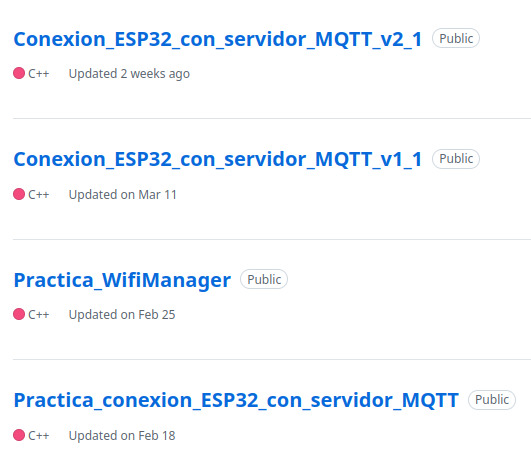 Conexion_ESP32_con_servidor_MQTT_v2_1 Public
C++ Updated 2 weeks ago
Conexion_ESP32_con_servidor_MQTT_v1_1 Public
C++ Updated on Mar 11
Practica_WifiManager Public
C++ Updated on Feb 25
Practica_conexion_ESP32_con_servidor_MQTT Public
C++ Updated on Feb 18